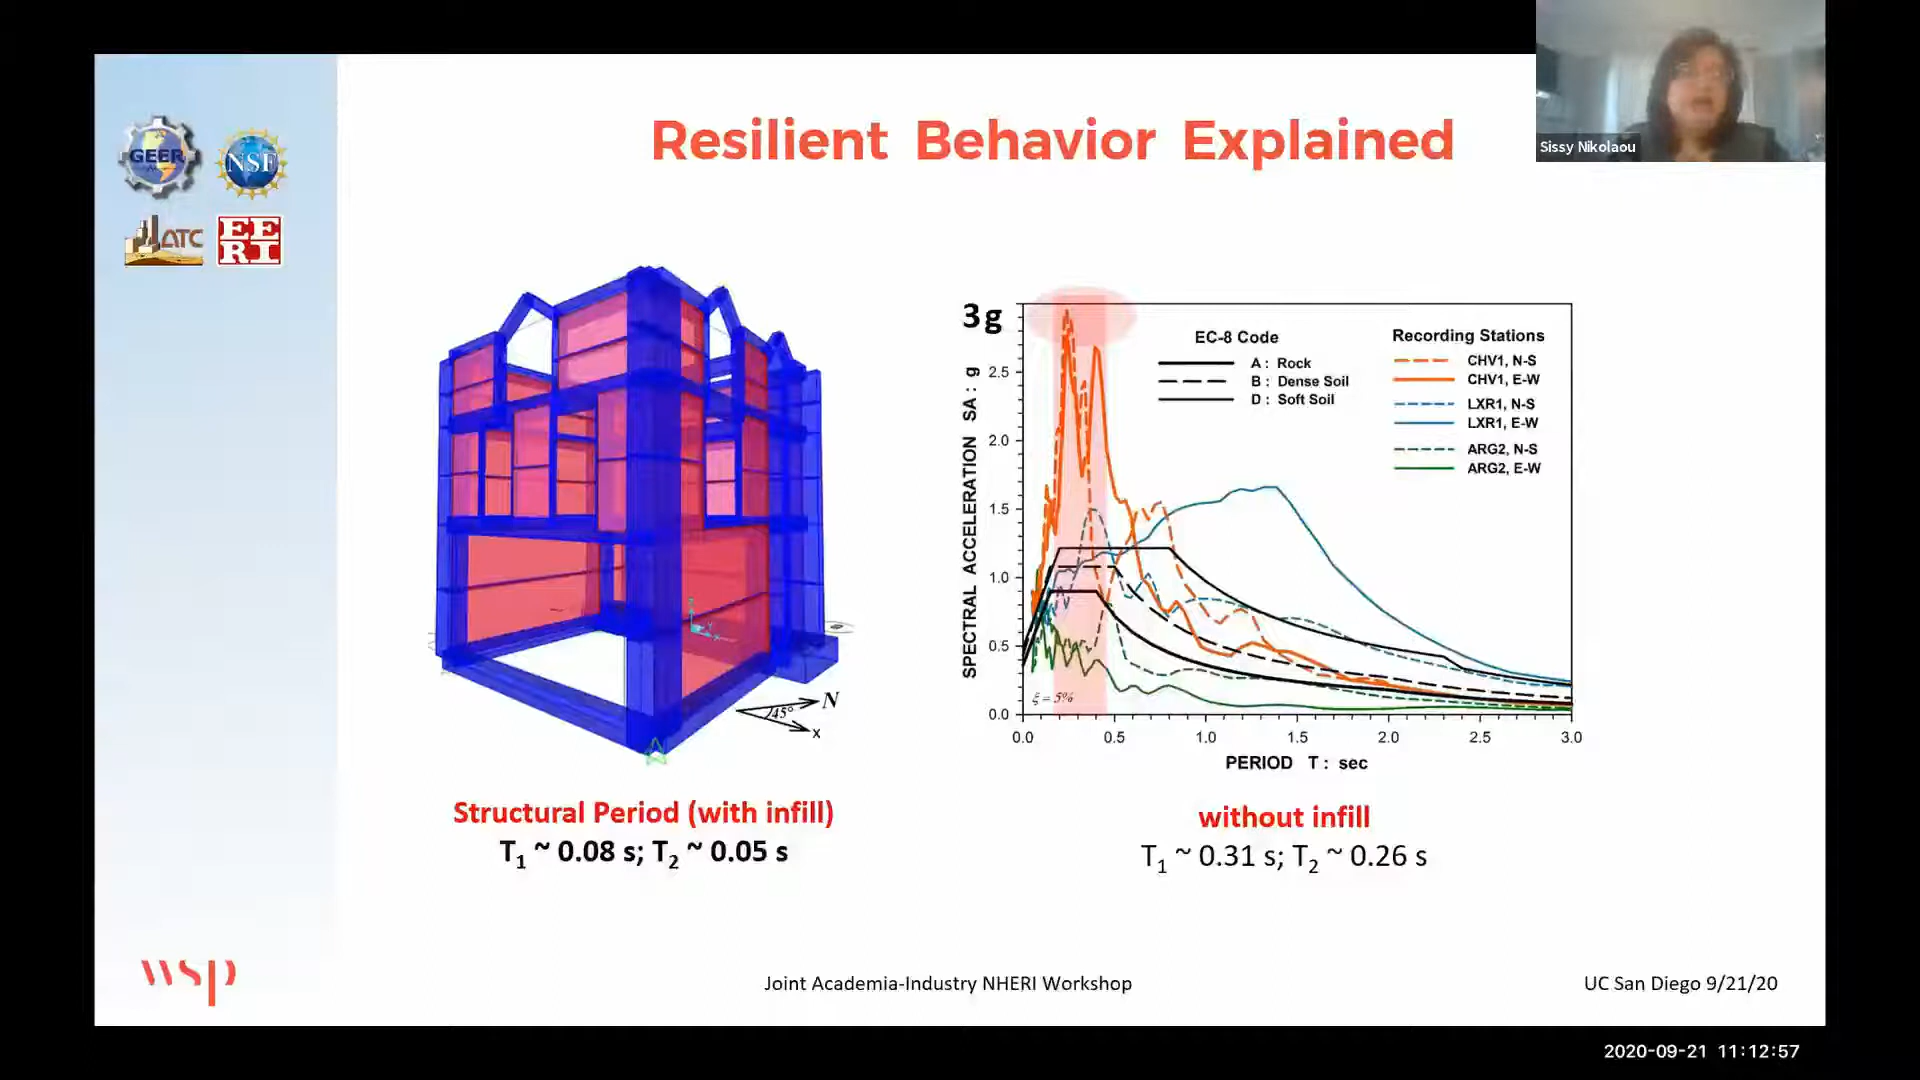 Resilient Behavior Explained
Sissy Nikolaou
GEER
NSF
ATC
EE
RI
3g
EC-8 Code
A : Rock
B : Dense Soil
D : Soft Soil
Recording Stations
CHV1, N-S
CHV1, E-W
LXR1, N-S
LXR1, E-W
ARG2, N-S
ARG2, E-W
SPECTRAL ACCELERATION SA : g
2.5
2.0
1.5
1.0
0.5
0.0
ξ = 5%
0.0 0.5 1.0 1.5 2.0 2.5 3.0
PERIOD T : sec
N
45°
x
Structural Period (with infill)
T1 ~ 0.08 s; T2 ~ 0.05 s
without infill
T1 ~ 0.31 s; T2 ~ 0.26 s
wsp
Joint Academia-Industry NHERI Workshop
UC San Diego 9/21/20
2020-09-21 11:12:57